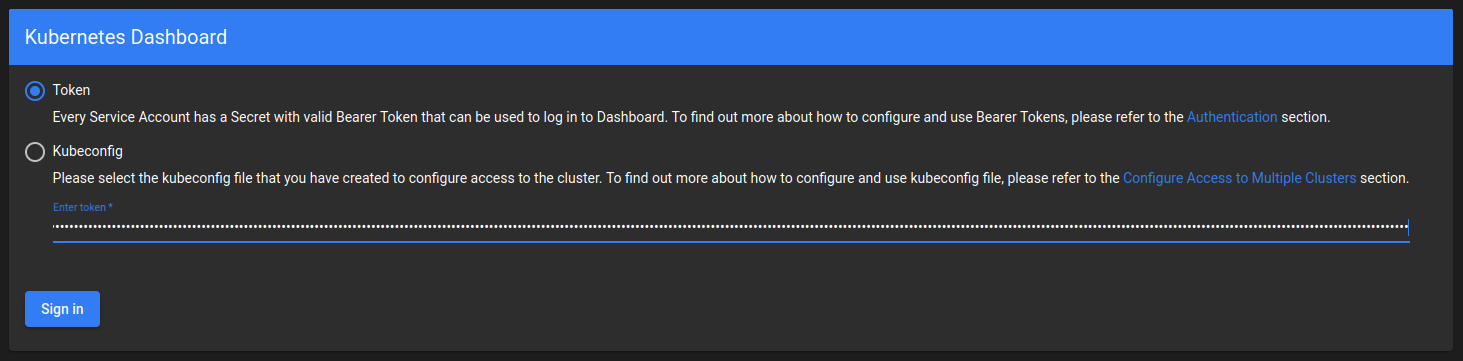 Kubernetes Dashboard
Token
Every Service Account has a Secret with valid Bearer Token that can be used to log in to Dashboard. To find out more about how to configure and use Bearer Tokens, please refer to the Authentication section.
Kubeconfig
Please select the kubeconfig file that you have created to configure access to the cluster. To find out more about how to configure and use kubeconfig file, please refer to the Configure Access to Multiple Clusters section.
Enter token *
Sign in